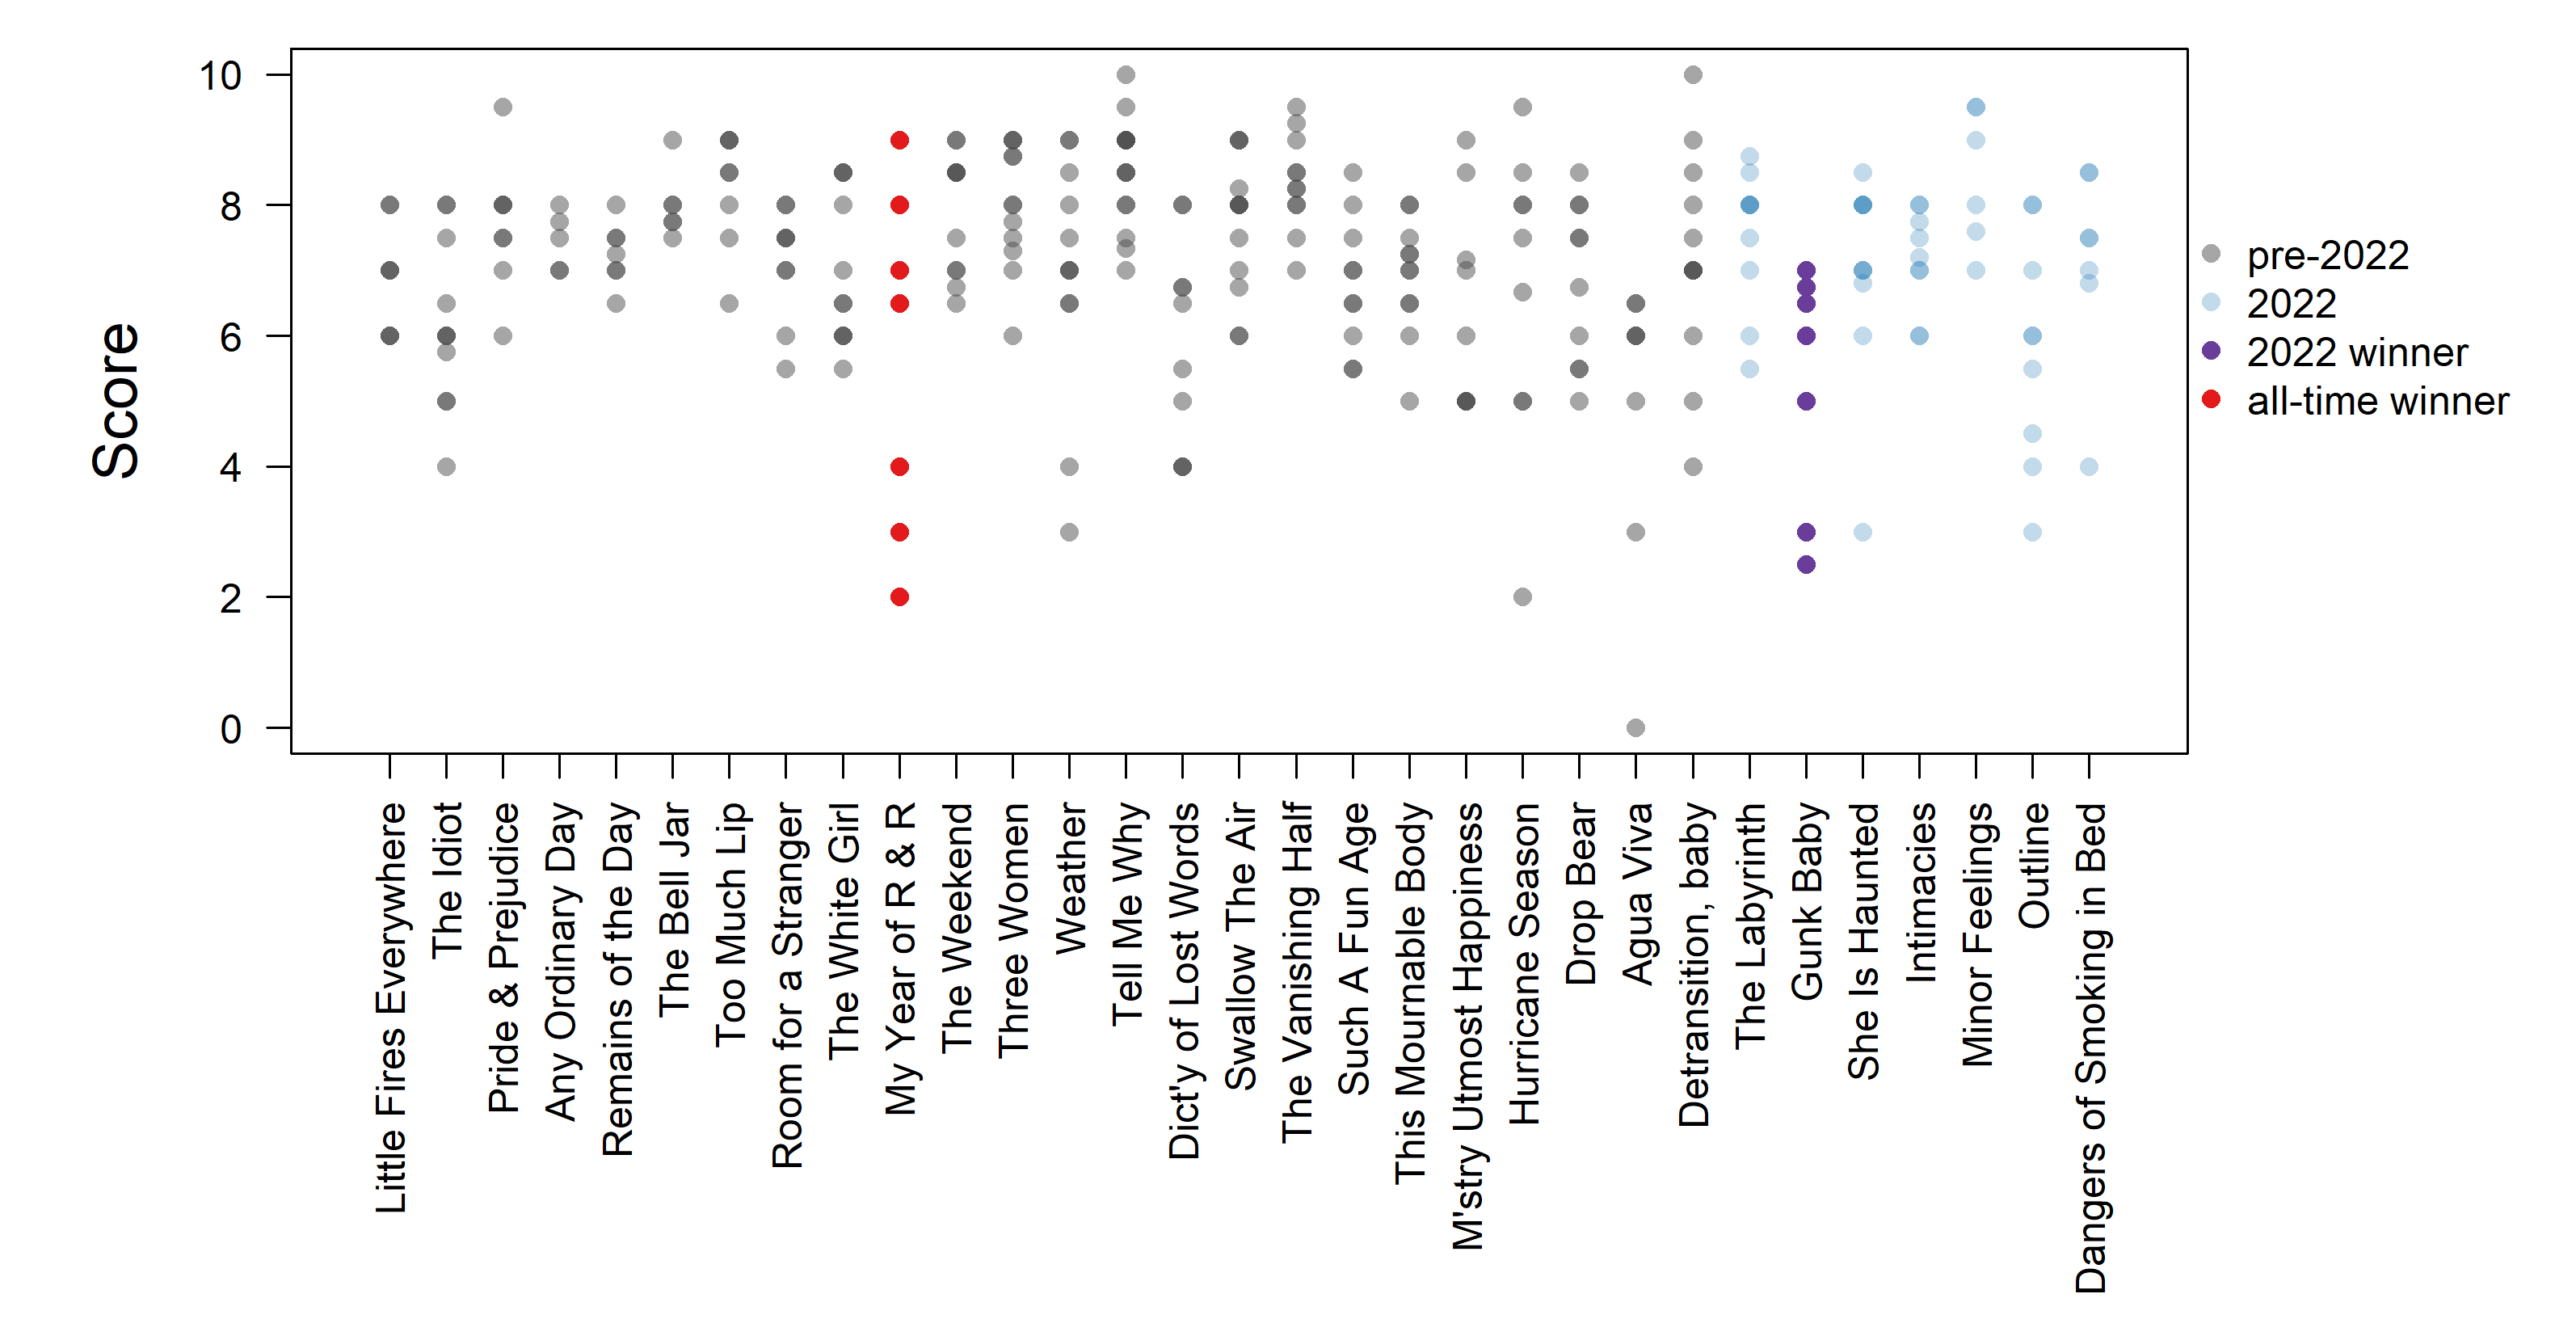 Score
10
8
6
4
2
0
Little Fires Everywhere
The Idiot
Pride & Prejudice
Any Ordinary Day
Remains of the Day
The Bell Jar
Too Much Lip
Room for a Stranger
The White Girl
My Year of R & R
The Weekend
Three Women
Weather
Tell Me Why
Dict'y of Lost Words
Swallow The Air
The Vanishing Half
Such A Fun Age
This Mournable Body
M'stry Utmost Happiness
Hurricane Season
Drop Bear
Agua Viva
Detransition, baby
The Labyrinth
Gunk Baby
She Is Haunted
Intimacies
Minor Feelings
Outline
Dangers of Smoking in Bed
pre-2022
2022
2022 winner
all-time winner